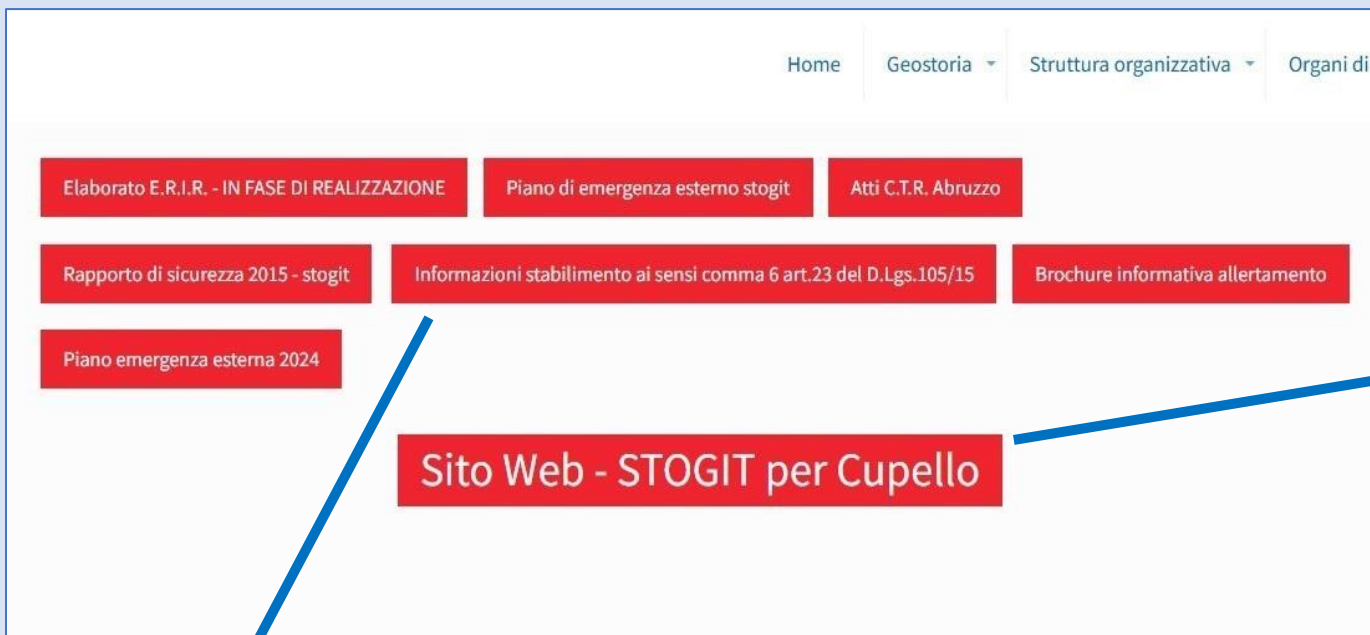 Home Geostoria Struttura organizzativa Organi di
Elaborato E.R.I.R. - IN FASE DI REALIZZAZIONE Piano di emergenza esterno stogit Atti C.T.R. Abruzzo
Rapporto di sicurezza 2015 - stogit Informazioni stabilimento ai sensi comma 6 art.23 del D.Lgs.105/15 Brochure informativa allertamento
Piano emergenza esterna 2024
Sito Web - STOGIT per Cupello